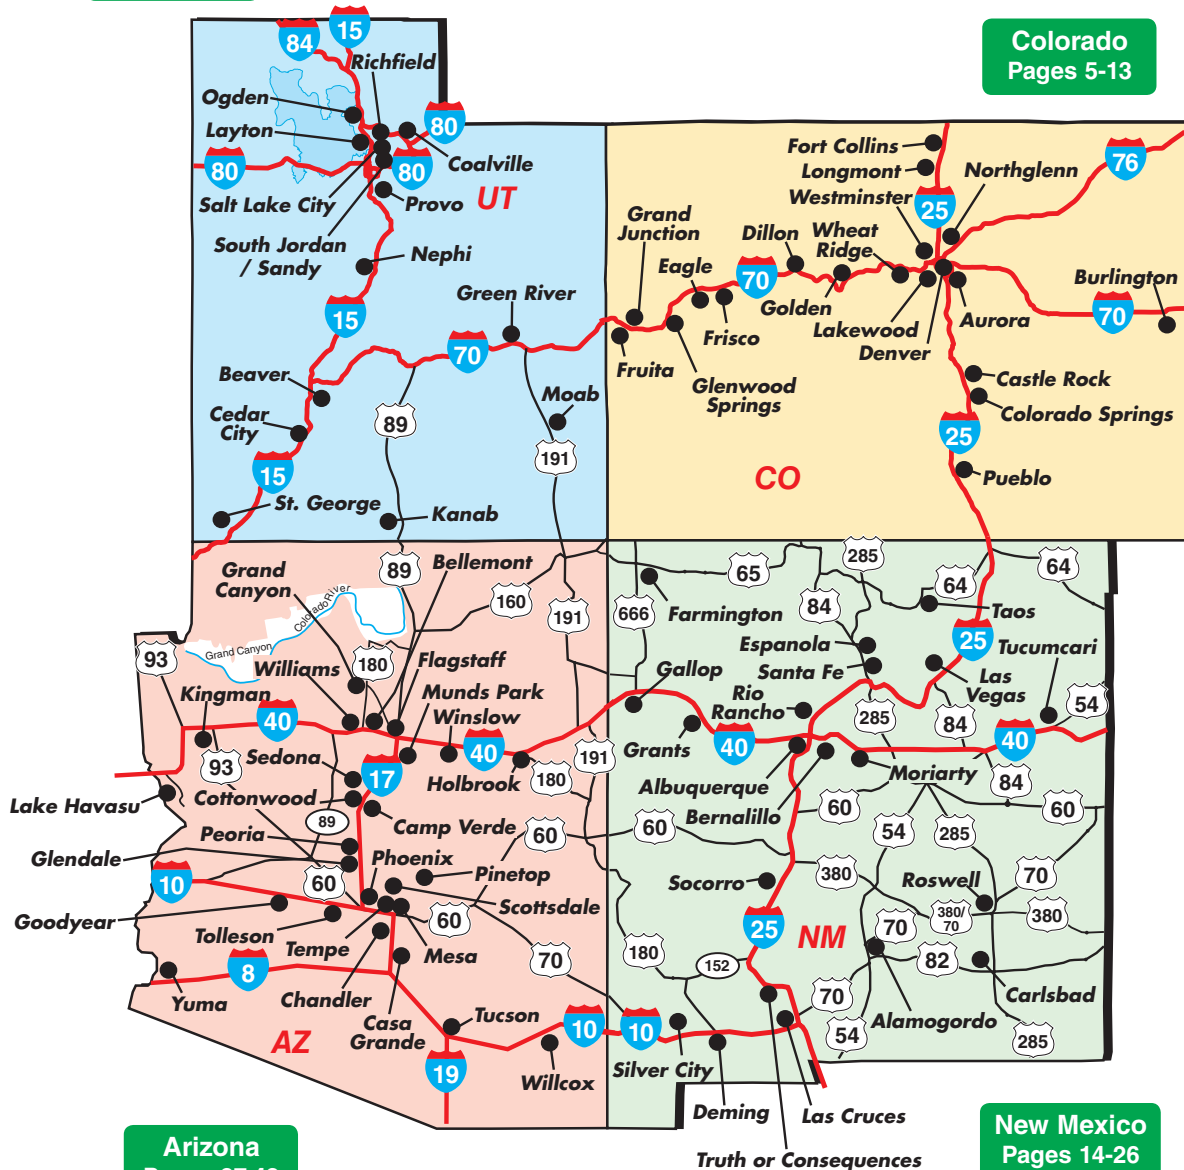 84
15
Richfield
Colorado
Pages 5-13
Ogden
Layton
80
Coalville
80
80
Salt Lake City
Provo
UT
South Jordan
/ Sandy
Nephi
Fort Collins
Longmont
Westminster
Northglenn
76
25
Grand
Junction
Dillon
Wheat
Ridge
Eagle
70
Burlington
Green River
15
Golden
Frisco
Lakewood
Denver
Aurora
70
70
Fruita
Glenwood
Springs
Beaver
Castle Rock
Colorado Springs
Cedar
City
89
Moab
191
25
15
CO
Pueblo
St. George
Kanab
Grand
Canyon
89
Bellemont
160
191
666
65
285
84
64
64
Farmington
Taos
Colorado River
Grand Canyon
93
180
Williams
Flagstaff
Espanola
Santa Fe
25
Tucumcari
Kingman
Munds Park
Winslow
Gallop
Rio
Rancho
Las
Vegas
54
40
285
84
40
93
Sedona
17
40
Holbrook
180
191
Grants
40
Albuquerque
Bernalillo
Moriarty
84
Lake Havasu
Cottonwood
89
Camp Verde
60
60
60
54
285
60
Peoria
Glendale
Phoenix
Pinetop
10
60
Scottsdale
380
70
Roswell
Socorro
Goodyear
Tolleson
Tempe
Mesa
60
70
25
NM
380/
70
380
70
82
8
180
152
Yuma
Chandler
Casa
Grande
Tucson
70
Carlsbad
Alamogordo
54
285
AZ
10
10
19
Willcox
Silver City
Deming
Las Cruces
Truth or Consequences
Arizona
New Mexico
Pages 14-26